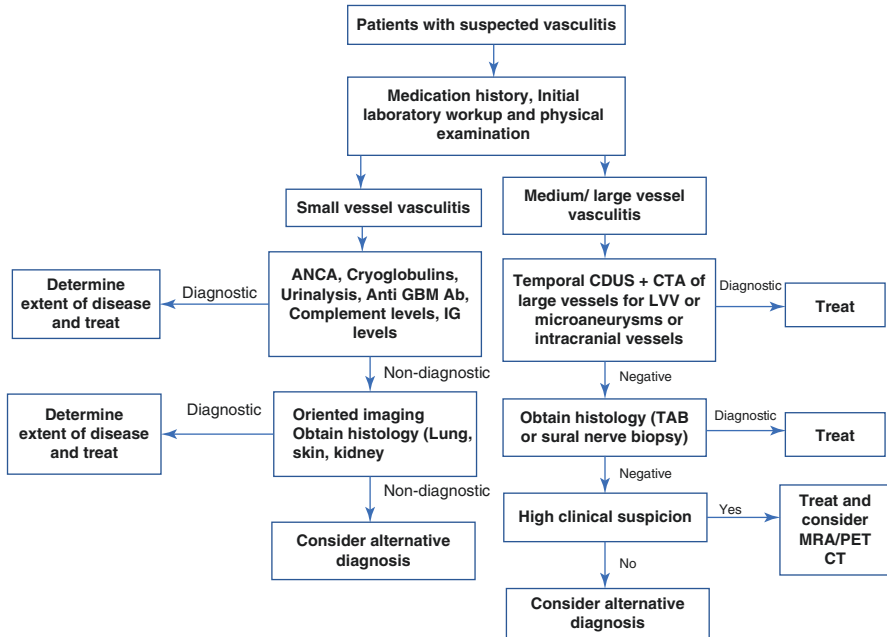 Patients with suspected vasculitis
Medication history, Initial
laboratory workup and physical
examination
Small vessel vasculitis
Medium/ large vessel
vasculitis
Determine
extent of disease
and treat
Diagnostic
ANCA, Cryoglobulins,
Urinalysis, Anti GBM Ab,
Complement levels, IG
levels
Temporal CDUS + CTA of
large vessels for LVV or
microaneurysms or
intracranial vessels
Diagnostic
Treat
Non-diagnostic
Negative
Determine
extent of disease
and treat
Diagnostic
Oriented imaging
Obtain histology (Lung,
skin, kidney
Obtain histology (TAB
or sural nerve biopsy)
Diagnostic
Treat
Non-diagnostic
Negative
Consider alternative
diagnosis
High clinical suspicion
Yes
Treat and
consider
MRA/PET
CT
No
Consider alternative
diagnosis